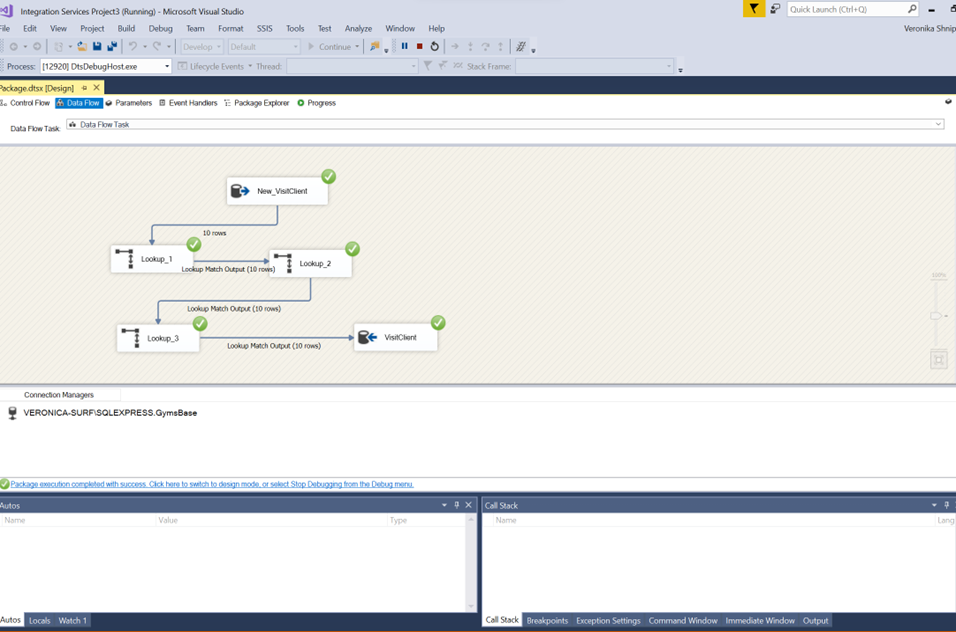 Integration Services Project3 (Running) - Microsoft Visual Studio
Quick Launch (Ctrl+Q)
File Edit View Project Build Debug Team Format SSIS Tools Test Analyze Window Help
Veronika Shnip
Develop Default Continue
Process: [12920] DtsDebugHost.exe Lifecycle Events Thread: Stack Frame:
Package.dtsx [Design]
Control Flow Data Flow Parameters Event Handlers Package Explorer Progress
Data Flow Task: Data Flow Task
New_VisitClient
10 rows
Lookup_1
Lookup_2
Lookup Match Output (10 rows)
100%
Lookup Match Output (10 rows)
Lookup_3
VisitClient
Lookup Match Output (10 rows)
Connection Managers
VERONICA-SURF\SQLEXPRESS.GymsBase
Package execution completed with success. Click here to switch to design mode, or select Stop Debugging from the Debug menu.
Autos
Call Stack
Name Value Type
Name Lang
Autos Locals Watch 1
Call Stack Breakpoints Exception Settings Command Window Immediate Window Output